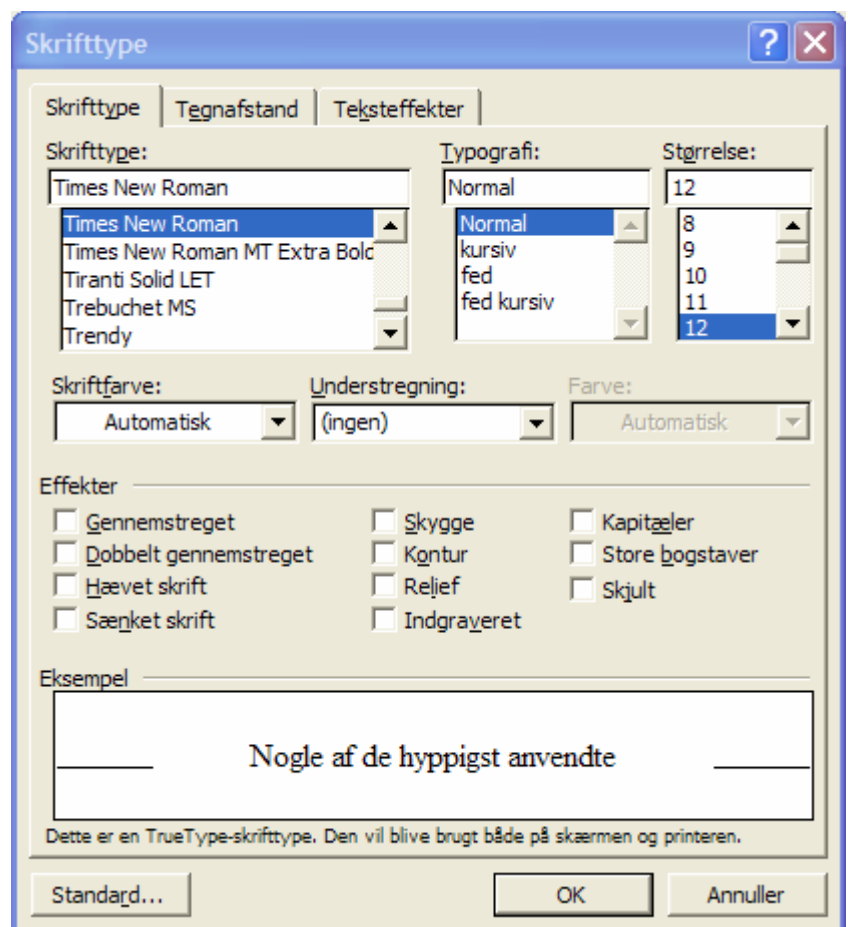 Skrifttype
Skrifttype Tegnafstand Teksteffekter
Skrifttype: Typografi: Størrelse:
Times New Roman Normal 12
Times New Roman Normal 8
Times New Roman MT Extra Bold kursiv 9
Tiranti Solid LET fed 10
Trebuchet MS fed kursiv 11
Trendy 12
Skriftfarve: Understregning: Farve:
Automatisk (ingen) Automatisk
Effekter
Gennemstreget Skygge Kapitæler
Dobbelt gennemstreget Kontur Store bogstaver
Hævet skrift Relief Skjult
Sænket skrift Indgraveret
Eksempel
Nogle af de hyppigst anvendte
Dette er en TrueType-skrifttype. Den vil blive brugt både på skærmen og printeren.
Standard... OK Annuller